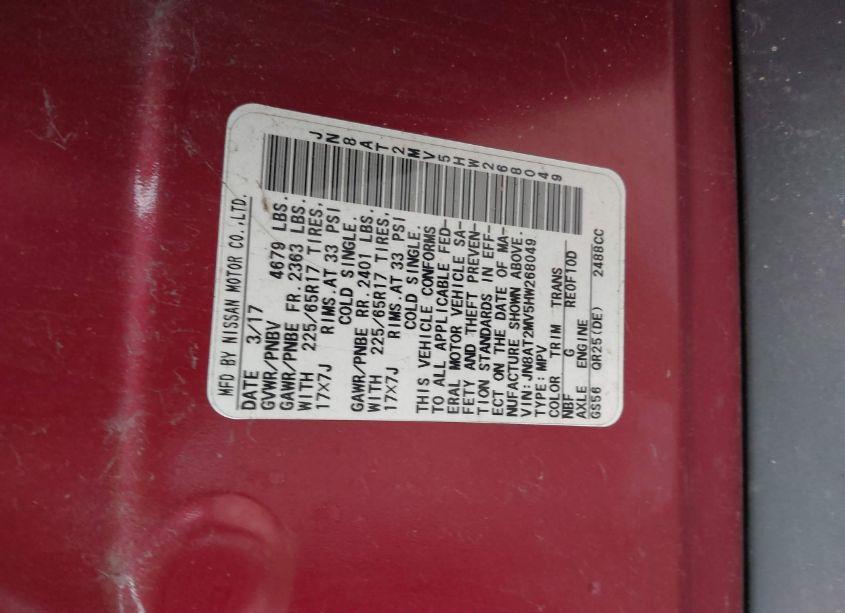 MFD BY NISSAN MOTOR CO.,LTD.
DATE 3/17
GVWR/PNBV 4679 LBS.
GAWR/PNBE FR.2363 LBS.
WITH 225/65R17 TIRES,
17X7J RIMS.AT 33 PSI
COLD SINGLE.
GAWR/PNBE RR.2401 LBS.
WITH 225/65R17 TIRES,
17X7J RIMS.AT 33 PSI
COLD SINGLE.
THIS VEHICLE CONFORMS
TO ALL APPLICABLE FED-
ERAL MOTOR VEHICLE SA-
FETY AND THEFT PREVEN-
TION STANDARDS IN EFF-
ECT ON THE DATE OF MA-
NUFACTURE SHOWN ABOVE.
VIN:JN8AT2MV5HW268049
TYPE:MPV
COLOR TRIM TRANS
NBF G RE0F10D
AXLE ENGINE
GS56 QR25(DE) 2488CC
JN8AT2MV5HW268049